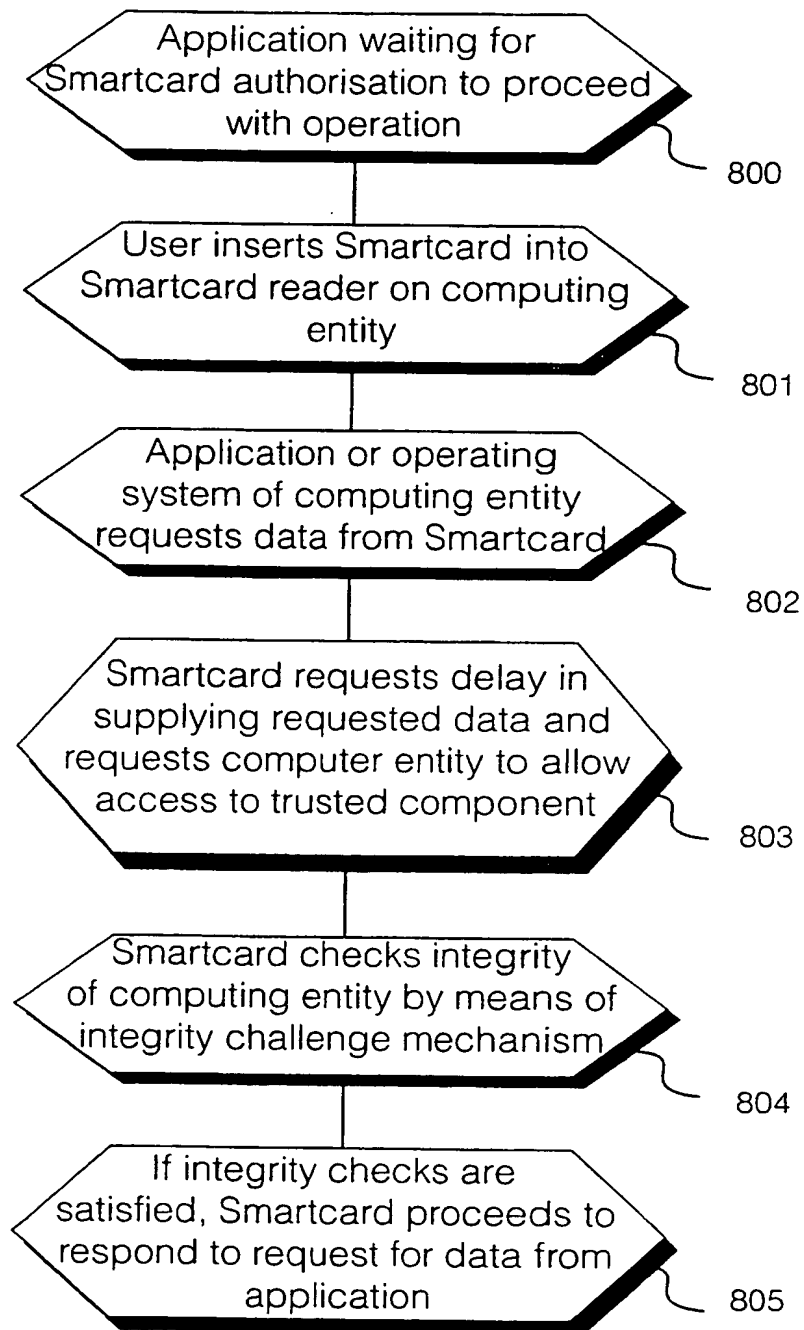 Application waiting for
Smartcard authorisation to proceed
with operation
800
User inserts Smartcard into
Smartcard reader on computing
entity
801
Application or operating
system of computing entity
requests data from Smartcard
802
Smartcard requests delay in
supplying requested data and
requests computer entity to allow
access to trusted component
803
Smartcard checks integrity
of computing entity by means of
integrity challenge mechanism
804
If integrity checks are
satisfied, Smartcard proceeds to
respond to request for data from
application
805